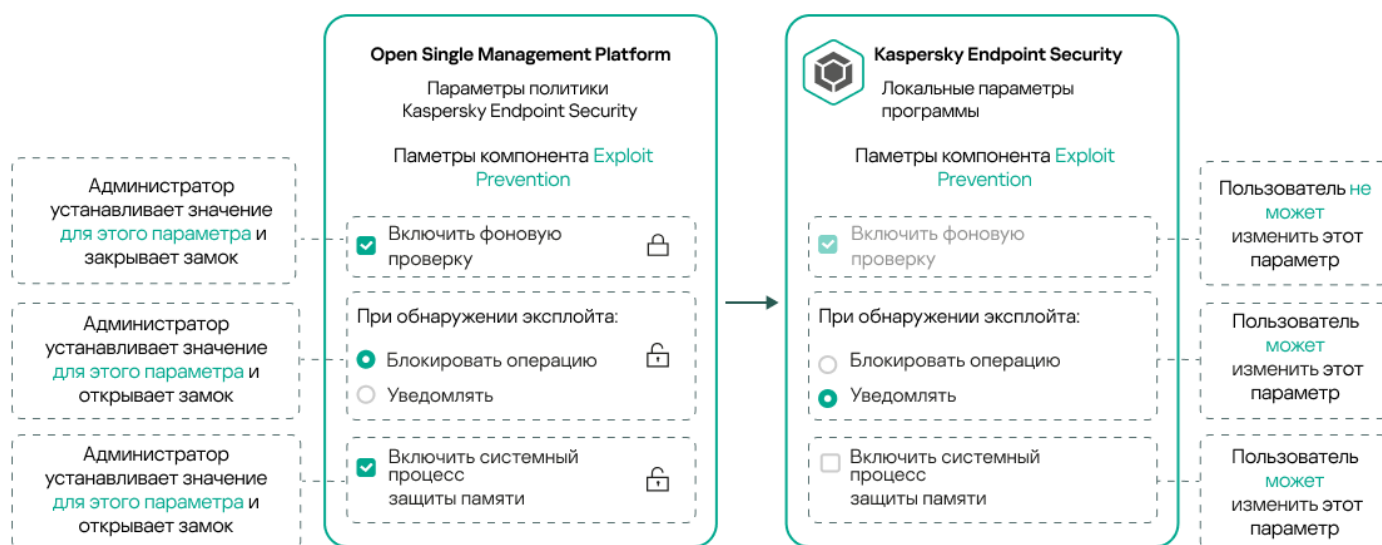 Open Single Management Platform
Параметры политики
Kaspersky Endpoint Security
Паметры компонента Exploit
Prevention
Kaspersky Endpoint Security
Локальные параметры
программы
Паметры компонента Exploit
Prevention
Администратор
устанавливает значение
для этого параметра и
закрывает замок
Включить фоновую
проверку
Включить фоновую
проверку
Пользователь не
может
изменить этот
параметр
Администратор
устанавливает значение
для этого параметра и
открывает замок
При обнаружении эксплойта:
Блокировать операцию
Уведомлять
При обнаружении эксплойта:
Блокировать операцию
Уведомлять
Пользователь
может
изменить этот
параметр
Администратор
устанавливает значение
для этого параметра и
открывает замок
Включить системный
процесс
защиты памяти
Включить системный
процесс
защиты памяти
Пользователь
может
изменить этот
параметр